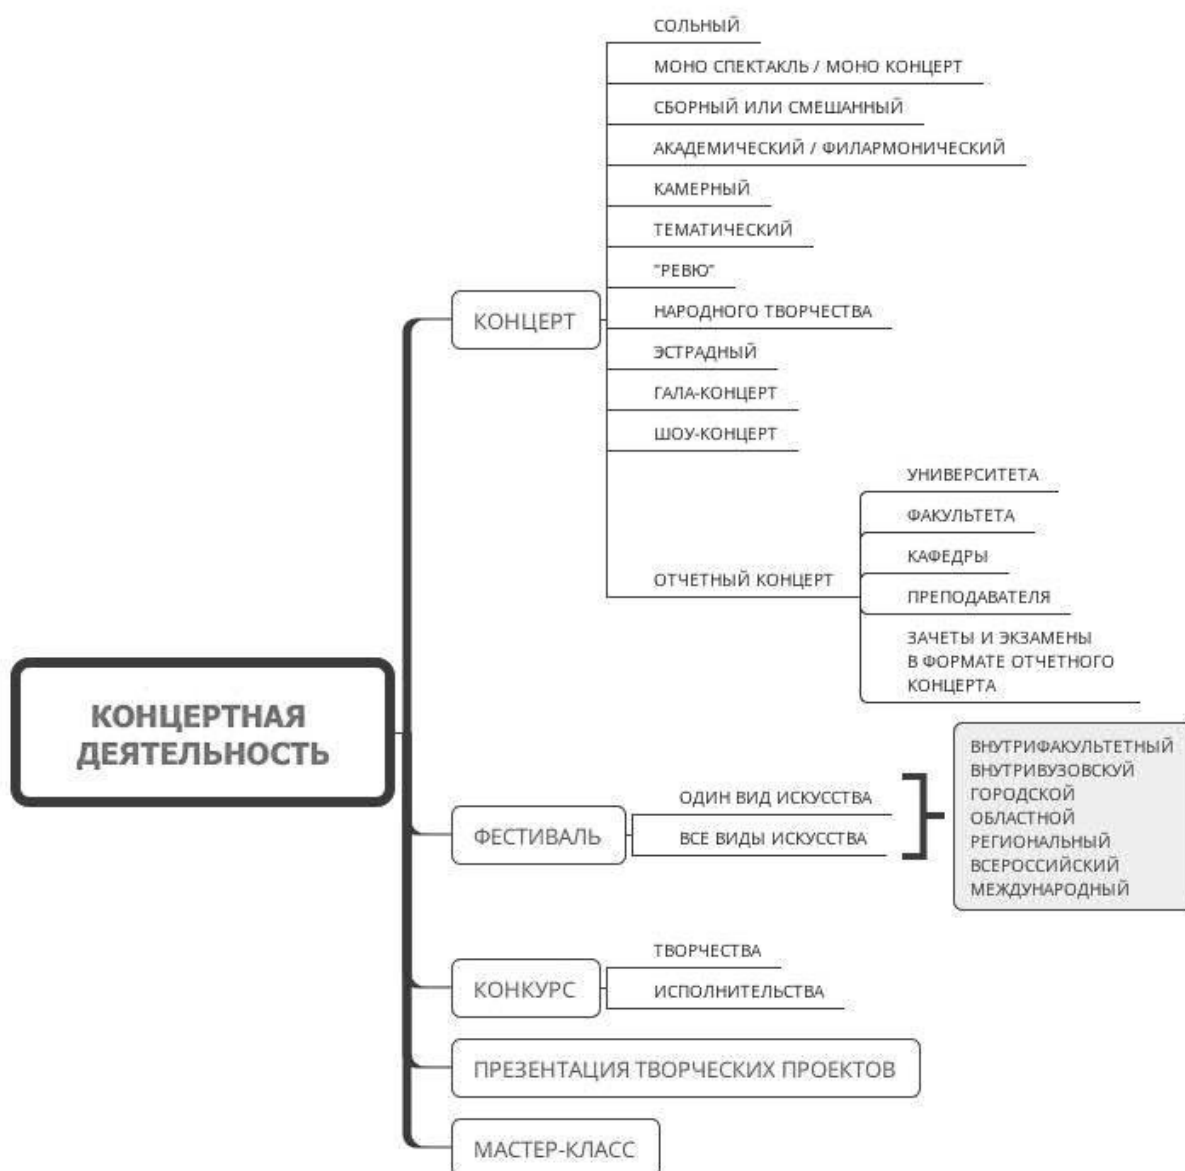 СОЛЬНЫЙ
МОНО СПЕКТАКЛЬ / МОНО КОНЦЕРТ
СБОРНЫЙ ИЛИ СМЕШАННЫЙ
АКАДЕМИЧЕСКИЙ / ФИЛАРМОНИЧЕСКИЙ
КАМЕРНЫЙ
ТЕМАТИЧЕСКИЙ
"РЕВЮ"
КОНЦЕРТ
НАРОДНОГО ТВОРЧЕСТВА
ЭСТРАДНЫЙ
ГАЛА-КОНЦЕРТ
ШОУ-КОНЦЕРТ
ОТЧЕТНЫЙ КОНЦЕРТ
УНИВЕРСИТЕТА
ФАКУЛЬТЕТА
КАФЕДРЫ
ПРЕПОДАВАТЕЛЯ
ЗАЧЕТЫ И ЭКЗАМЕНЫ
В ФОРМАТЕ ОТЧЕТНОГО
КОНЦЕРТА
КОНЦЕРТНАЯ
ДЕЯТЕЛЬНОСТЬ
ФЕСТИВАЛЬ
ОДИН ВИД ИСКУССТВА
ВСЕ ВИДЫ ИСКУССТВА
ВНУТРИФАКУЛЬТЕТНЫЙ
ВНУТРИВУЗОВСКУЙ
ГОРОДСКОЙ
ОБЛАСТНОЙ
РЕГИОНАЛЬНЫЙ
ВСЕРОССИЙСКИЙ
МЕЖДУНАРОДНЫЙ
КОНКУРС
ТВОРЧЕСТВА
ИСПОЛНИТЕЛЬСТВА
ПРЕЗЕНТАЦИЯ ТВОРЧЕСКИХ ПРОЕКТОВ
МАСТЕР-КЛАСС